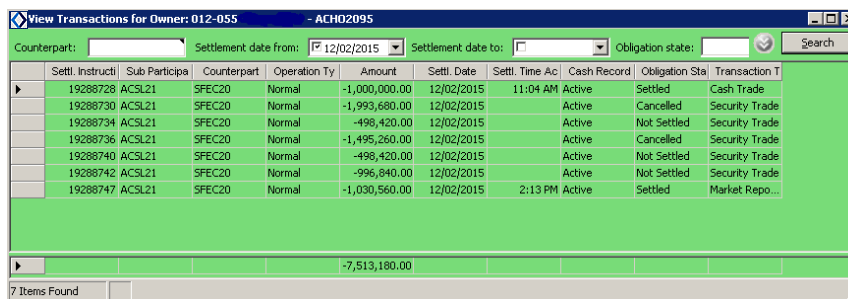 View Transactions for Owner: 012-055 - ACHO2095
Counterpart: Settlement date from: 12/02/2015 Settlement date to: Obligation state: Search
Settl. Instructi Sub Participa Counterpart Operation Ty Amount Settl. Date Settl. Time Ac Cash Record Obligation Sta Transaction T
19288728 ACSL21 SFEC20 Normal -1,000,000.00 12/02/2015 11:04 AM Active Settled Cash Trade
19288730 ACSL21 SFEC20 Normal -1,993,680.00 12/02/2015 Active Cancelled Security Trade
19288734 ACSL21 SFEC20 Normal -498,420.00 12/02/2015 Active Not Settled Security Trade
19288736 ACSL21 SFEC20 Normal -1,495,260.00 12/02/2015 Active Cancelled Security Trade
19288740 ACSL21 SFEC20 Normal -498,420.00 12/02/2015 Active Not Settled Security Trade
19288742 ACSL21 SFEC20 Normal -996,840.00 12/02/2015 Active Not Settled Security Trade
19288747 ACSL21 SFEC20 Normal -1,030,560.00 12/02/2015 2:13 PM Active Settled Market Repo...
-7,513,180.00
7 Items Found